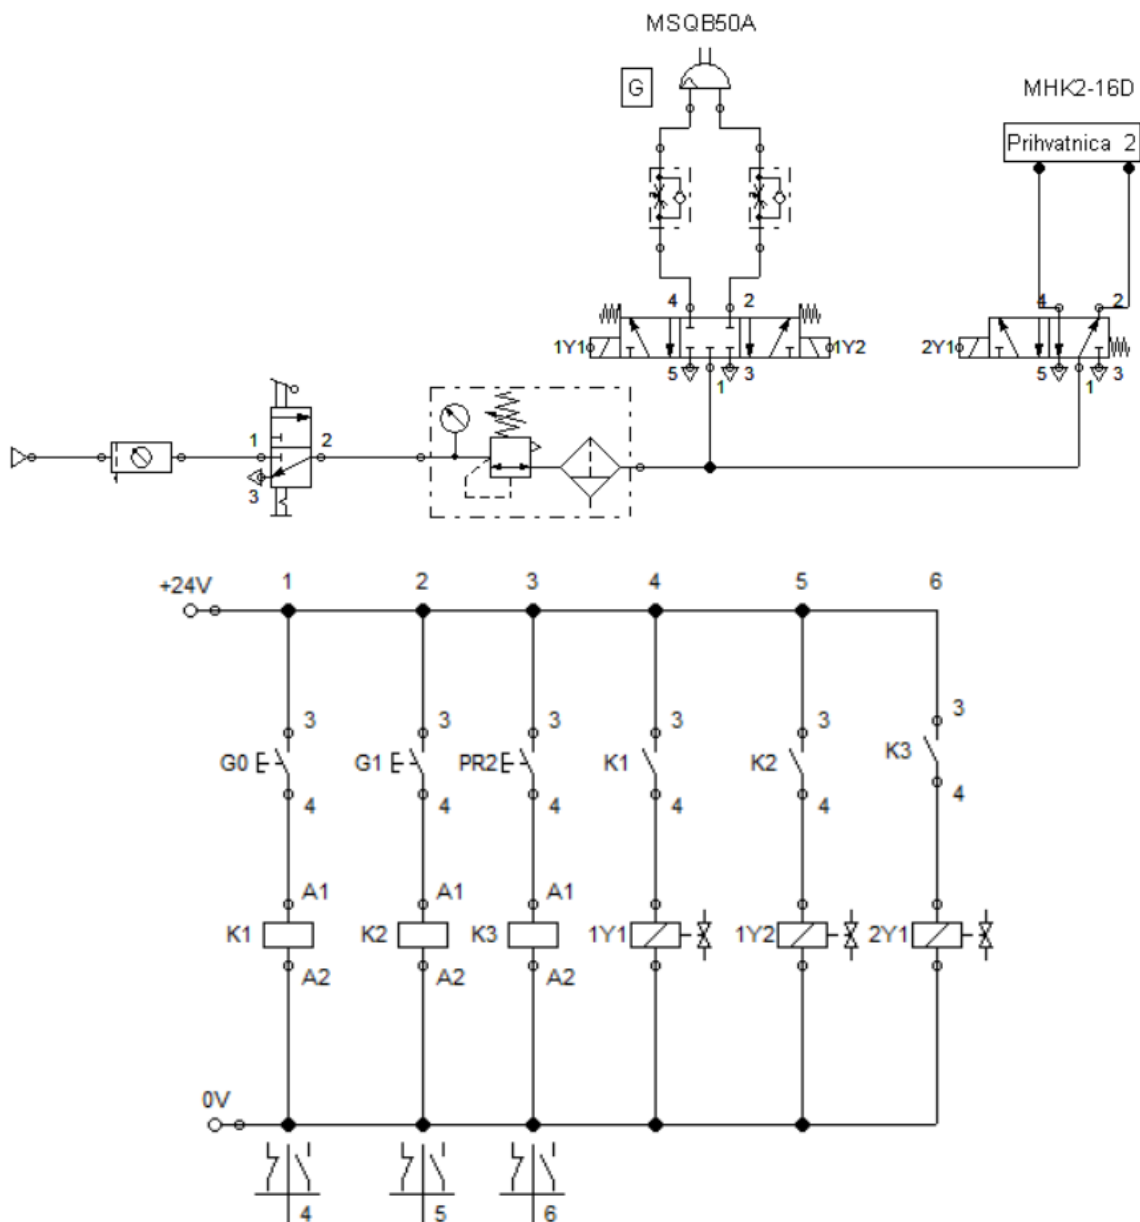 MSQB50A
G
MHK2-16D
Prihvatnica 2
4 2
4 2
1Y1 1Y2 2Y1
5 3
1
5 3
1
1 2
3
+24V 1 2 3 4 5 6
3 3 3 3 3 3
G0 G1 PR2 K1 K2 K3
4 4 4 4 4 4
A1 A1 A1
K1 K2 K3 1Y1 1Y2 2Y1
A2 A2 A2
0V
4 5 6